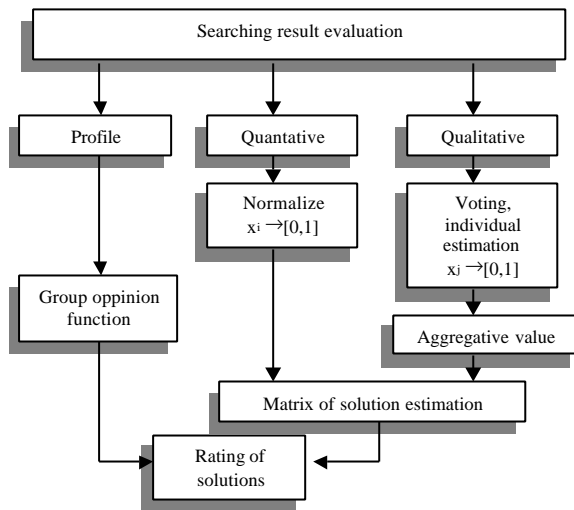 Searching result evaluation
Profile
Quantative
Qualitative
Normalize
xi →[0,1]
Voting,
individual
estimation
xj →[0,1]
Group oppinion
function
Aggregative value
Matrix of solution estimation
Rating of
solutions